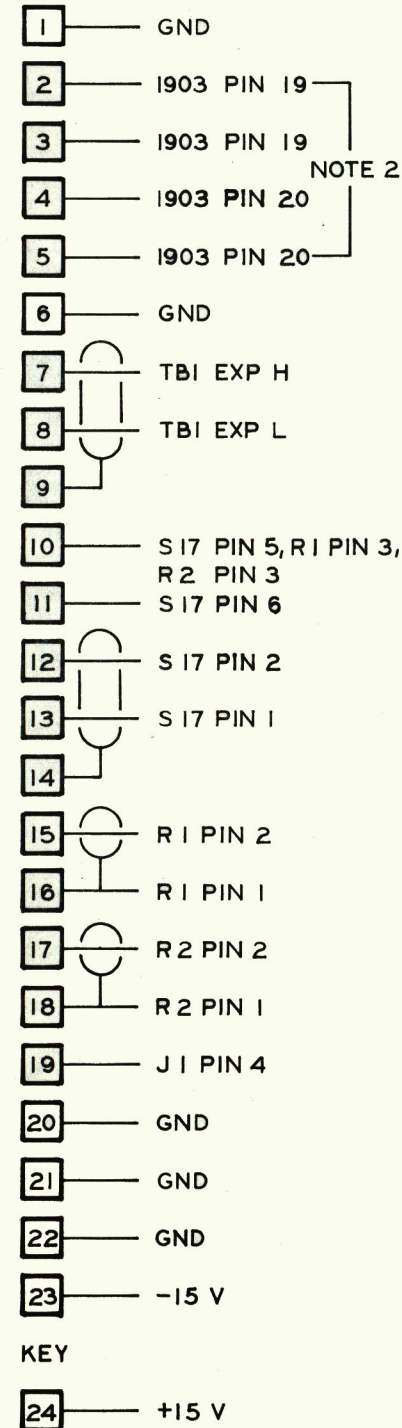 1 GND
2 1903 PIN 19
3 1903 PIN 19
NOTE 2
4 1903 PIN 20
5 1903 PIN 20
6 GND
7 TB1 EXP H
8 TB1 EXP L
9
10 S17 PIN 5, R1 PIN 3,
R2 PIN 3
11 S17 PIN 6
12 S17 PIN 2
13 S17 PIN 1
14
15 R1 PIN 2
16 R1 PIN 1
17 R2 PIN 2
18 R2 PIN 1
19 J1 PIN 4
20 GND
21 GND
22 GND
23 -15 V
KEY
24 +15 V